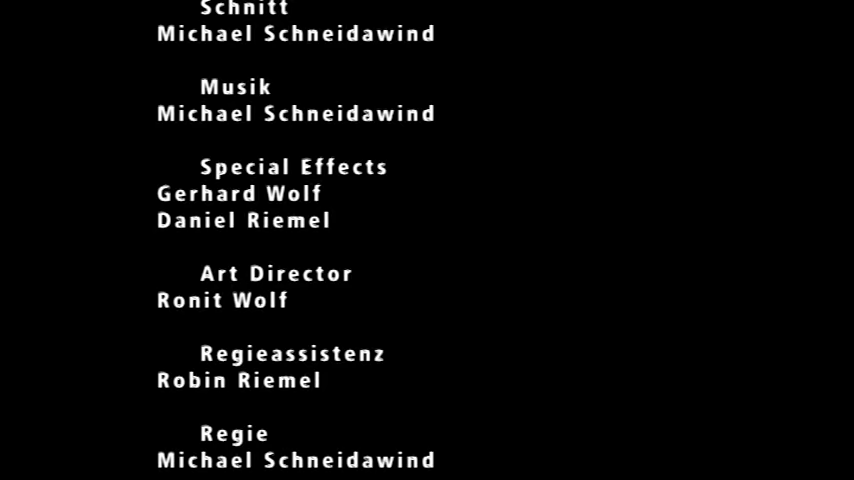 Schnitt
Michael Schneidawind
Musik
Michael Schneidawind
Special Effects
Gerhard Wolf
Daniel Riemel
Art Director
Ronit Wolf
Regieassistenz
Robin Riemel
Regie
Michael Schneidawind